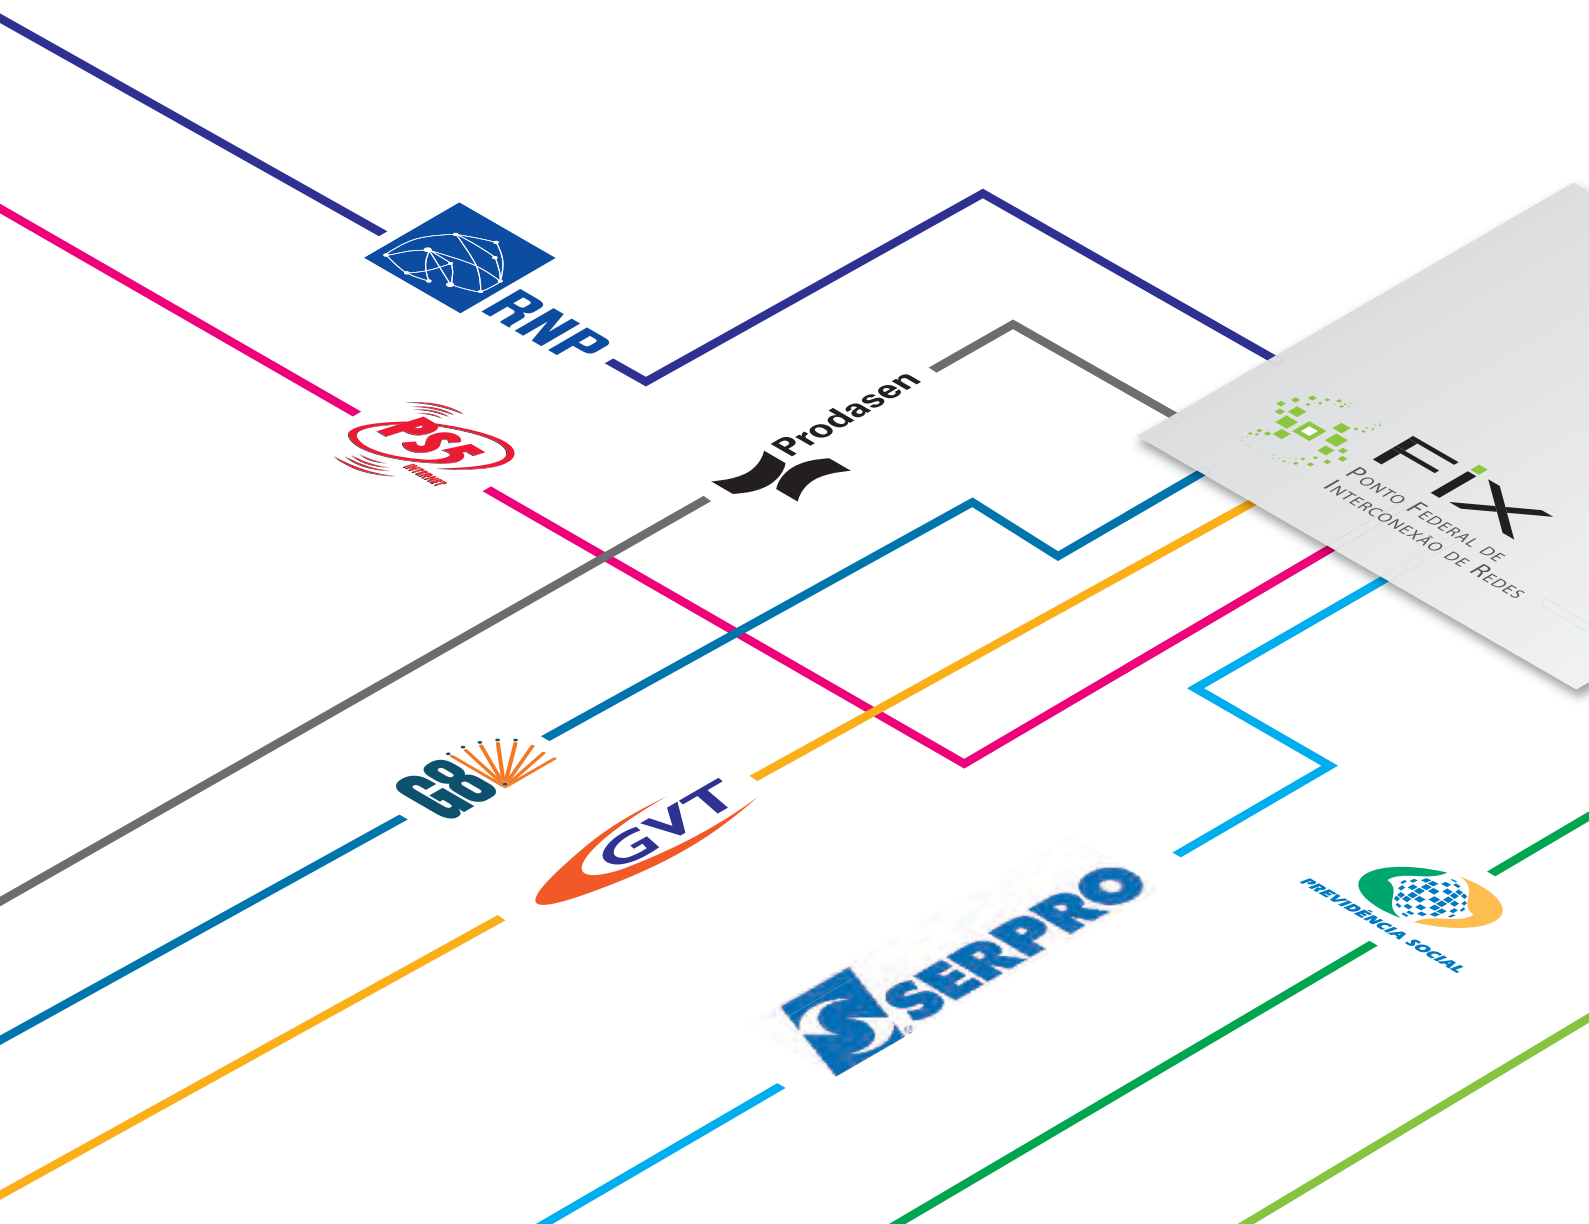 RNP
PS5
INTERNET
Prodasen
Fix
PONTO FEDERAL DE
INTERCONEXÃO DE REDES
G8
GVT
SERPRO
PREVIDÊNCIA SOCIAL